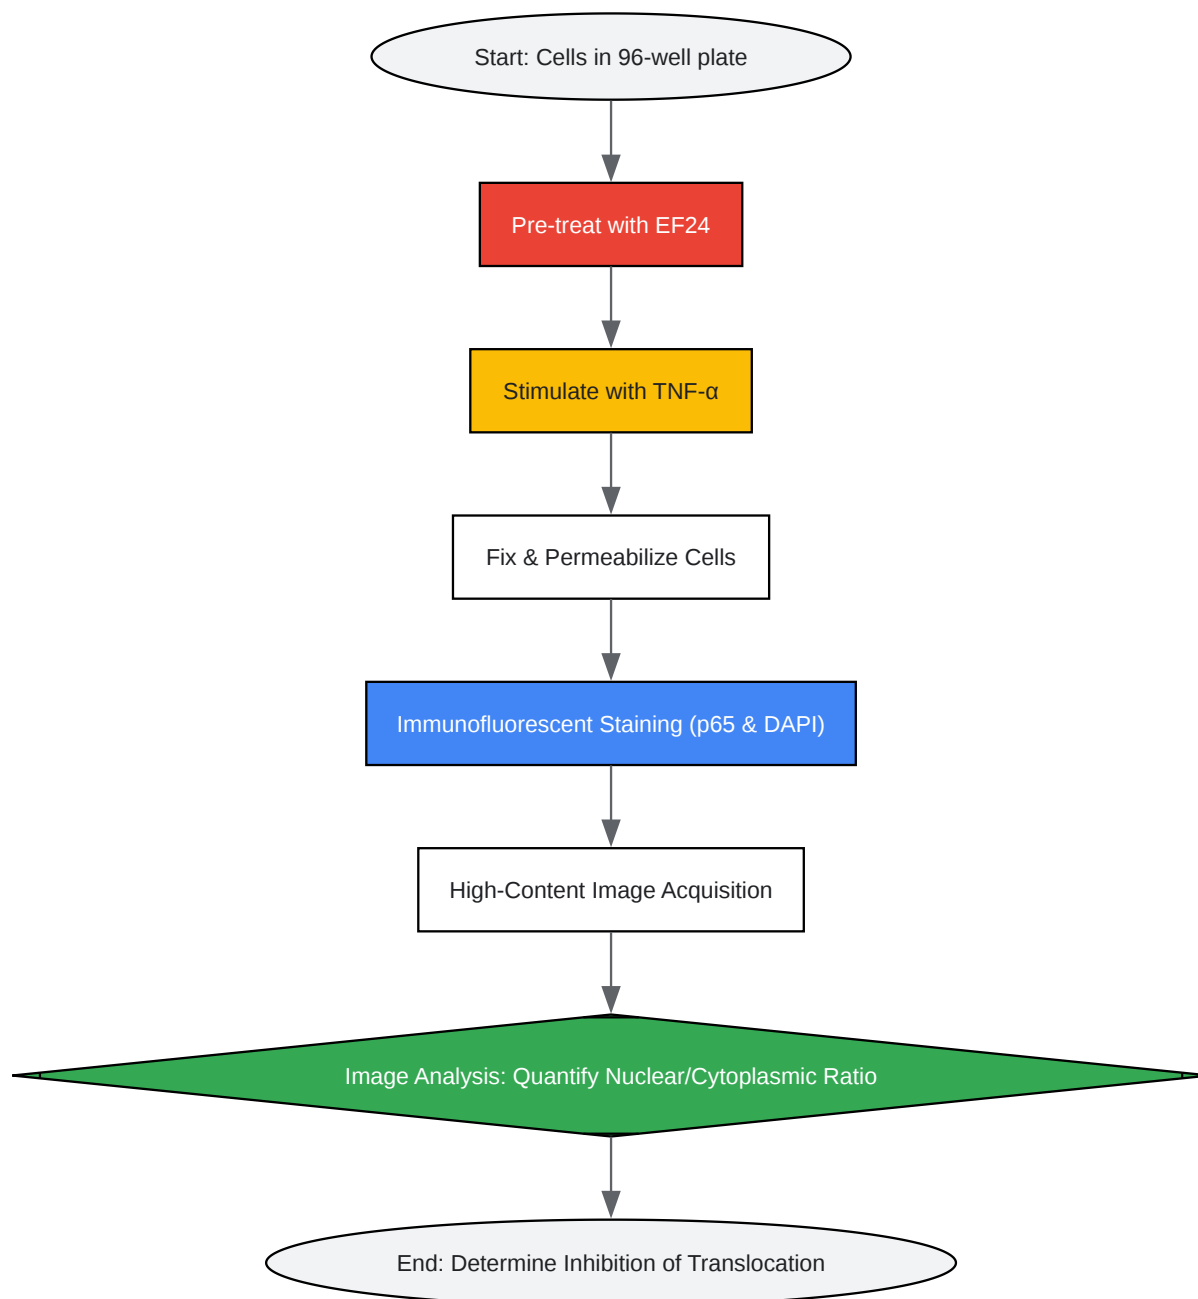 Start: Cells in 96-well plate
Pre-treat with EF24
Stimulate with TNF-α
Fix & Permeabilize Cells
Immunofluorescent Staining (p65 & DAPI)
High-Content Image Acquisition
Image Analysis: Quantify Nuclear/Cytoplasmic Ratio
End: Determine Inhibition of Translocation